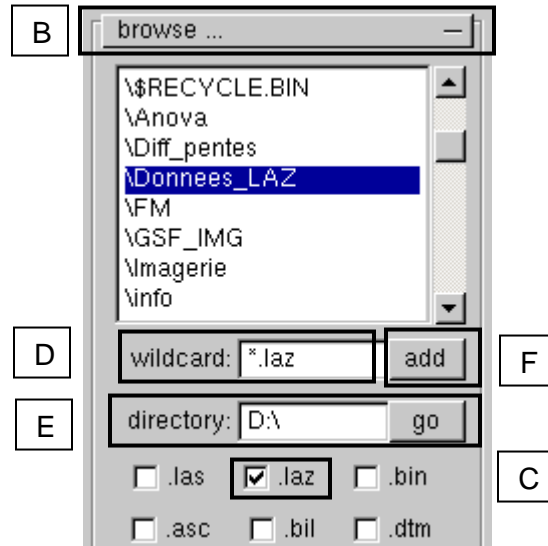 B
browse ...
\$RECYCLE.BIN
\Anova
\Diff_pentes
\Donnees_LAZ
\FM
\GSF_IMG
\Imagerie
\info
D
wildcard: *.laz add
F
E
directory: D:\ go
.las .laz .bin
C
.asc .bil .dtm